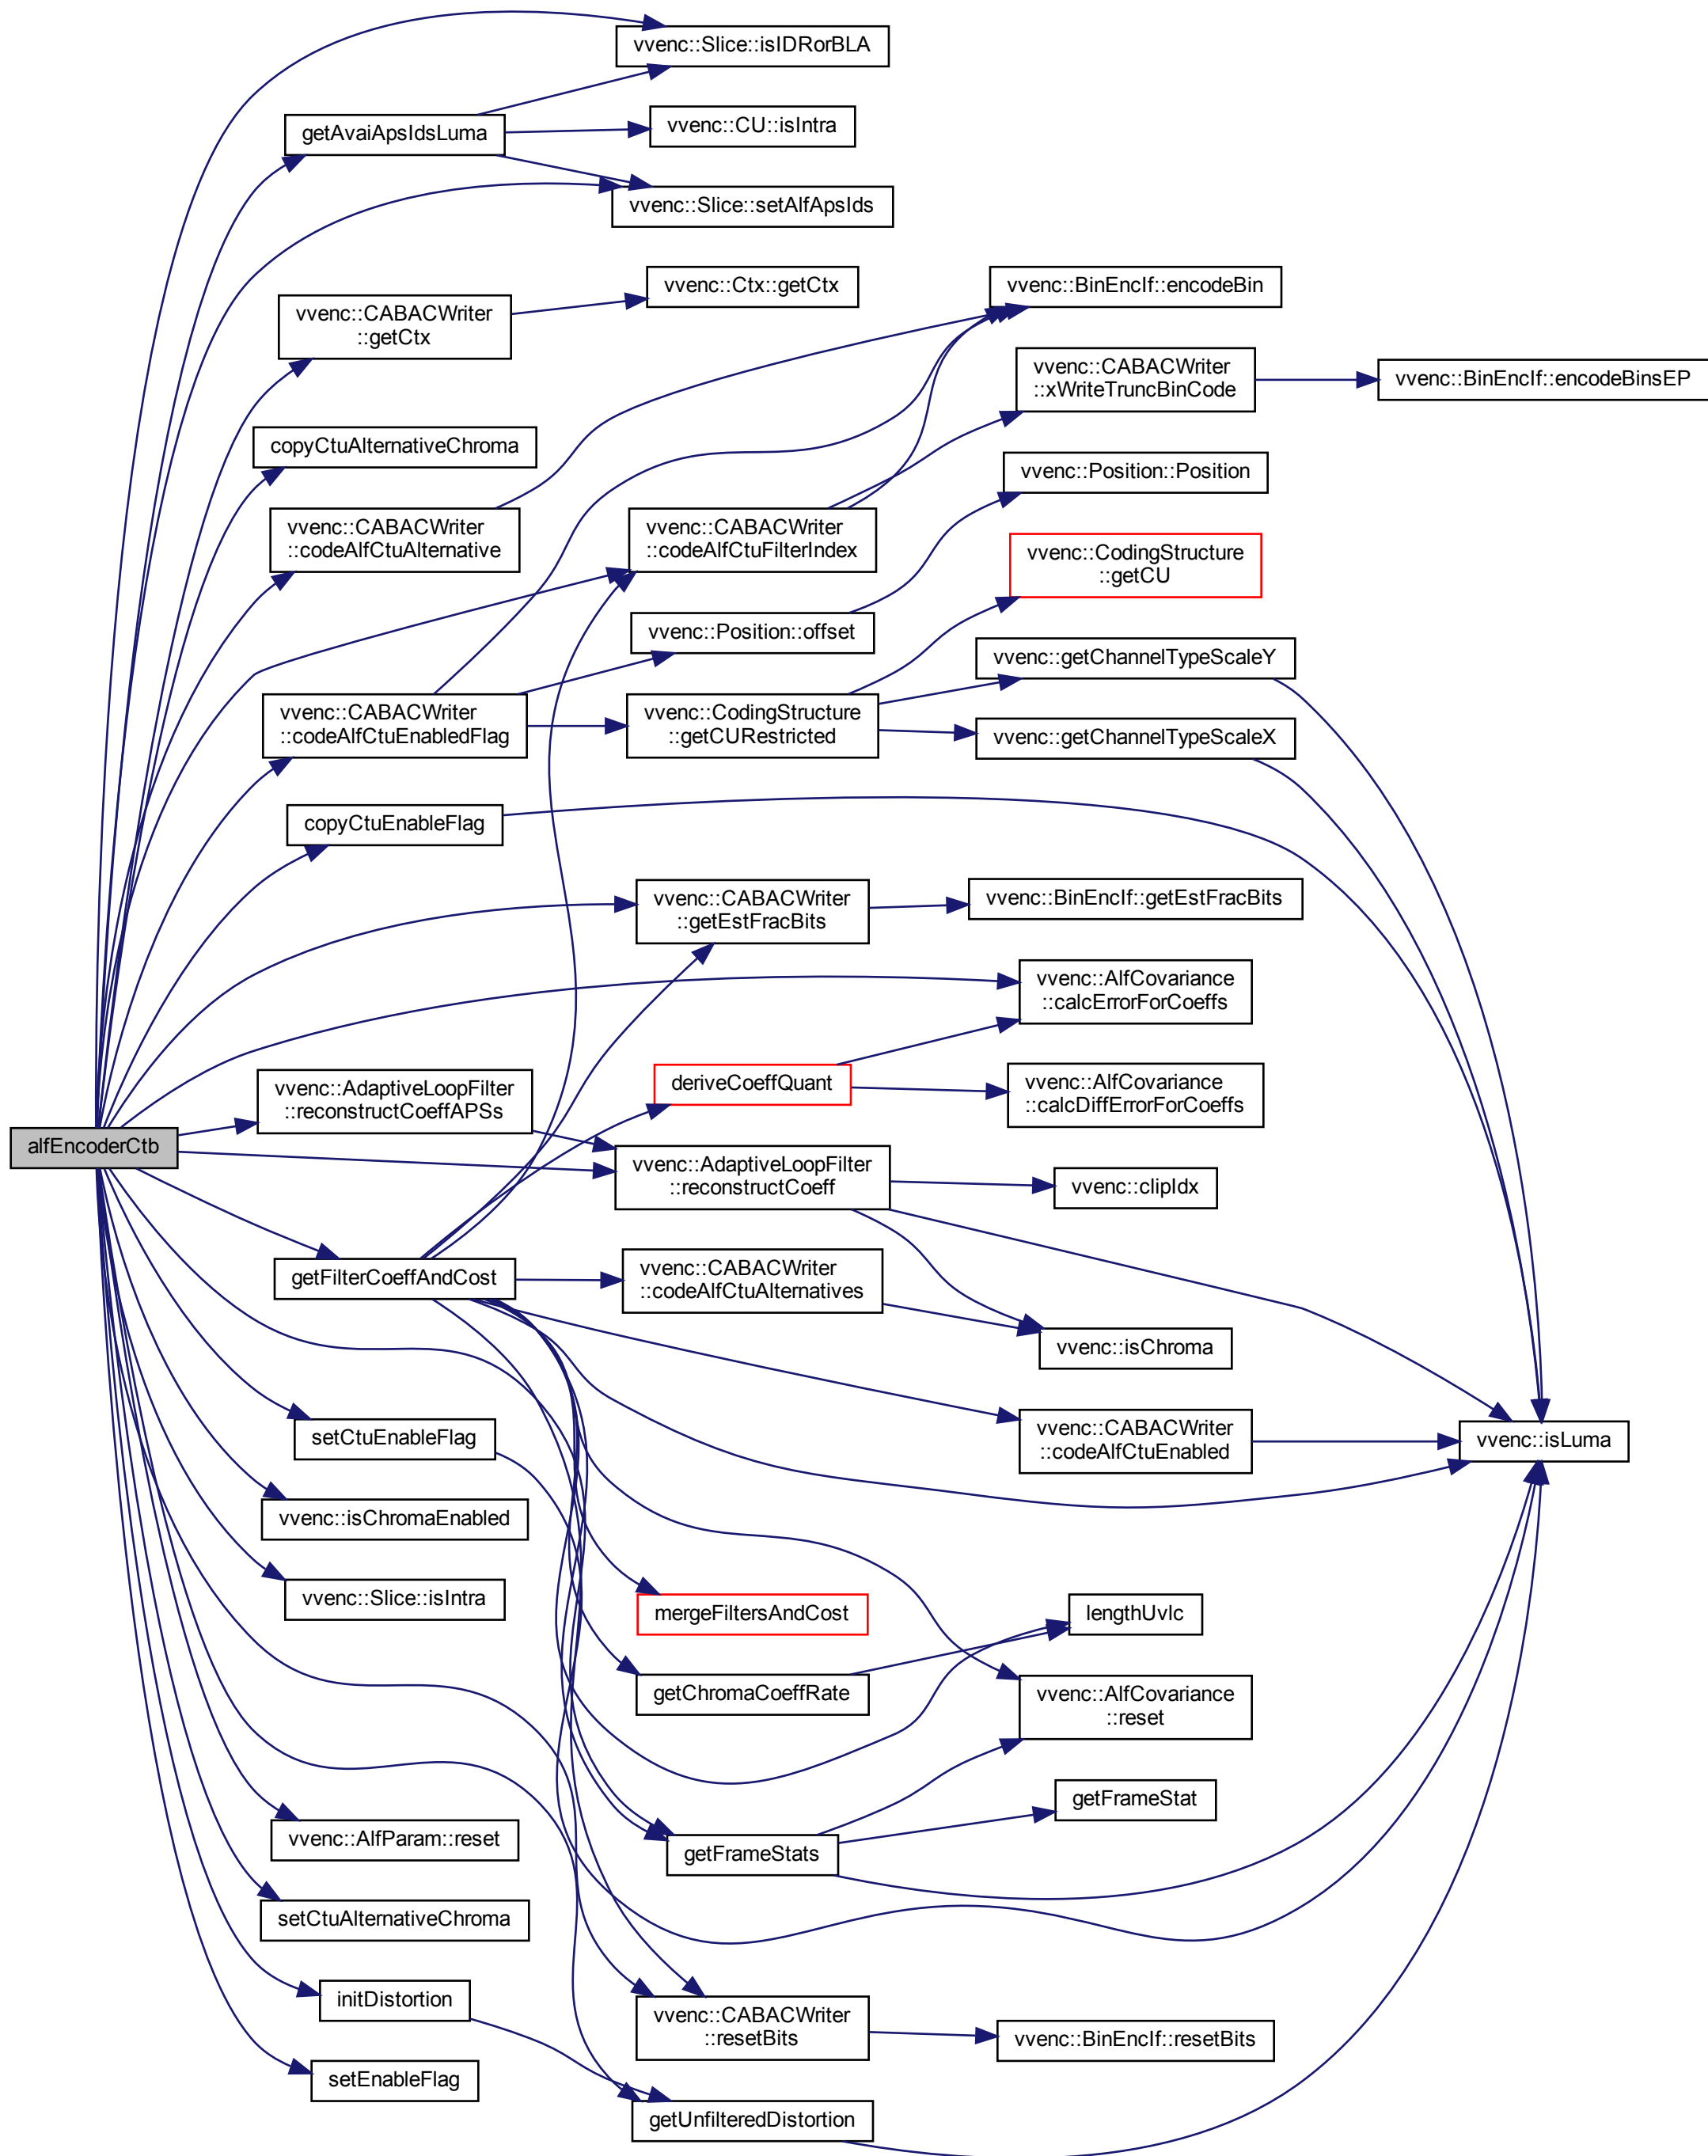 vvenc::Slice::isIDRorBLA
getAvaiApsIdsLuma
vvenc::CU::isIntra
vvenc::Slice::setAlfApsIds
vvenc::Ctx::getCtx
vvenc::BinEncIf::encodeBin
vvenc::CABACWriter
::getCtx
vvenc::CABACWriter
::xWriteTruncBinCode
vvenc::BinEncIf::encodeBinsEP
copyCtuAlternativeChroma
vvenc::Position::Position
vvenc::CABACWriter
::codeAlfCtuAlternative
vvenc::CABACWriter
::codeAlfCtuFilterIndex
vvenc::CodingStructure
::getCU
vvenc::Position::offset
vvenc::getChannelTypeScaleY
vvenc::CABACWriter
::codeAlfCtuEnabledFlag
vvenc::CodingStructure
::getCURestricted
vvenc::getChannelTypeScaleX
copyCtuEnableFlag
vvenc::CABACWriter
::getEstFracBits
vvenc::BinEncIf::getEstFracBits
vvenc::AlfCovariance
::calcErrorForCoeffs
vvenc::AdaptiveLoopFilter
::reconstructCoeffAPSs
deriveCoeffQuant
vvenc::AlfCovariance
::calcDiffErrorForCoeffs
alfEncoderCtb
vvenc::AdaptiveLoopFilter
::reconstructCoeff
vvenc::clipIdx
getFilterCoeffAndCost
vvenc::CABACWriter
::codeAlfCtuAlternatives
vvenc::isChroma
setCtuEnableFlag
vvenc::CABACWriter
::codeAlfCtuEnabled
vvenc::isLuma
vvenc::isChromaEnabled
vvenc::Slice::isIntra
mergeFiltersAndCost
lengthUvlc
getChromaCoeffRate
vvenc::AlfCovariance
::reset
getFrameStat
vvenc::AlfParam::reset
getFrameStats
setCtuAlternativeChroma
initDistortion
vvenc::CABACWriter
::resetBits
vvenc::BinEncIf::resetBits
setEnableFlag
getUnfilteredDistortion